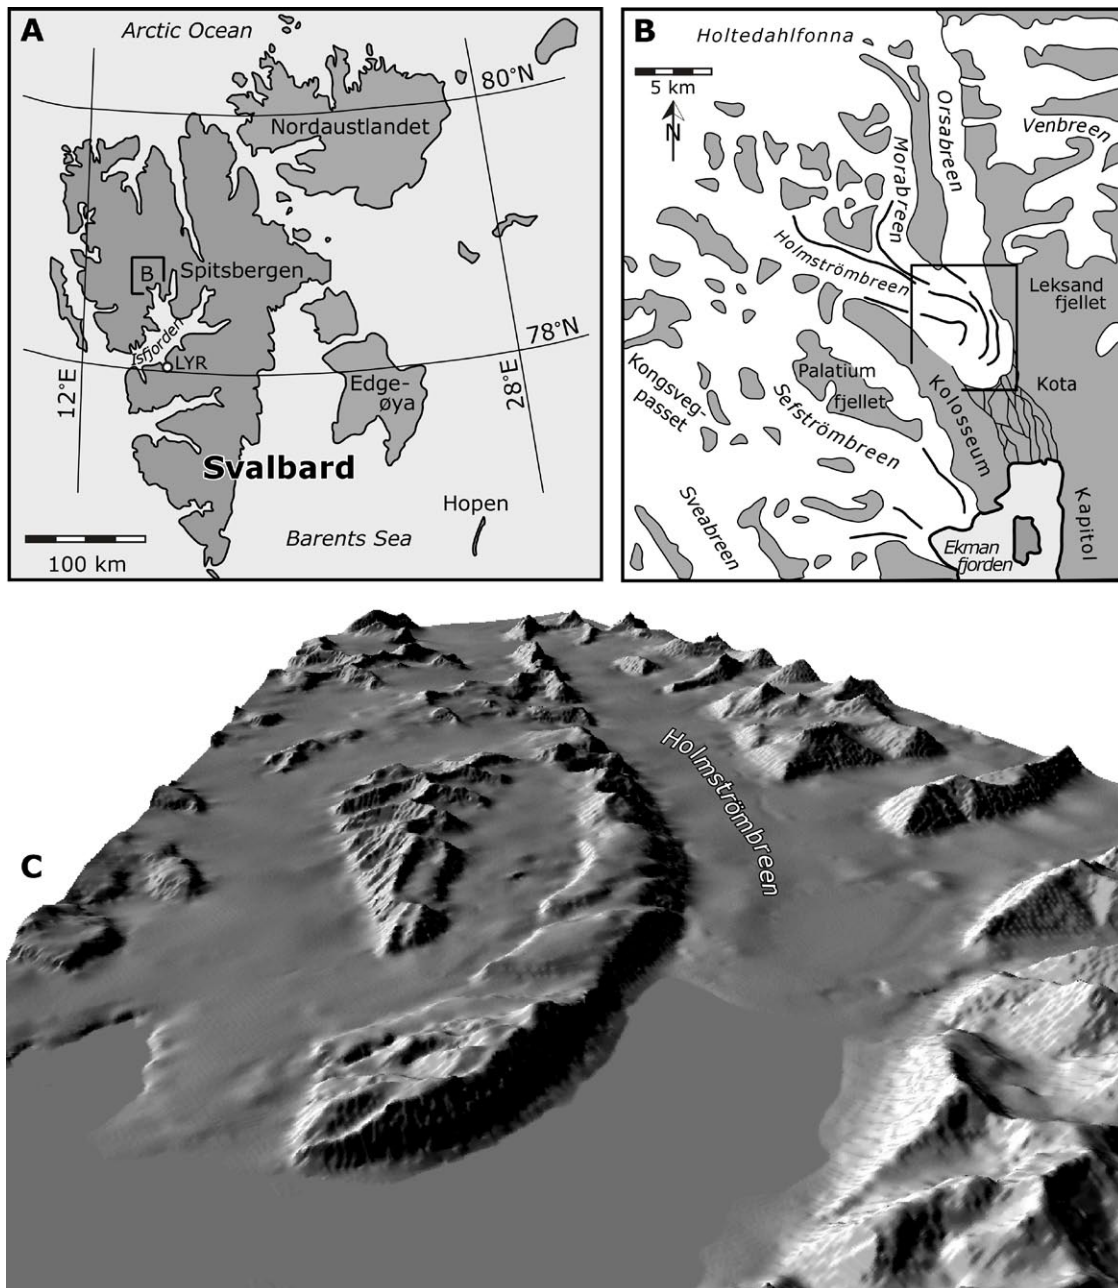 A
Arctic Ocean
80°N
Nordaustlandet
B
Spitsbergen
Isfjorden
LYR
78°N
12°E
28°E
Edge-
øya
Svalbard
Hopen
Barents Sea
100 km
B
Holtedahlfonna
5 km
N
Orsabreen
Morabreen
Venbreen
Holmströmbreen
Leksand
fjellet
Palatium
fjellet
Kongsveg-
passet
Sefströmbreen
Kolosseum
Kota
Sveabreen
Ekman
fjorden
Kapitol
C
Holmströmbreen